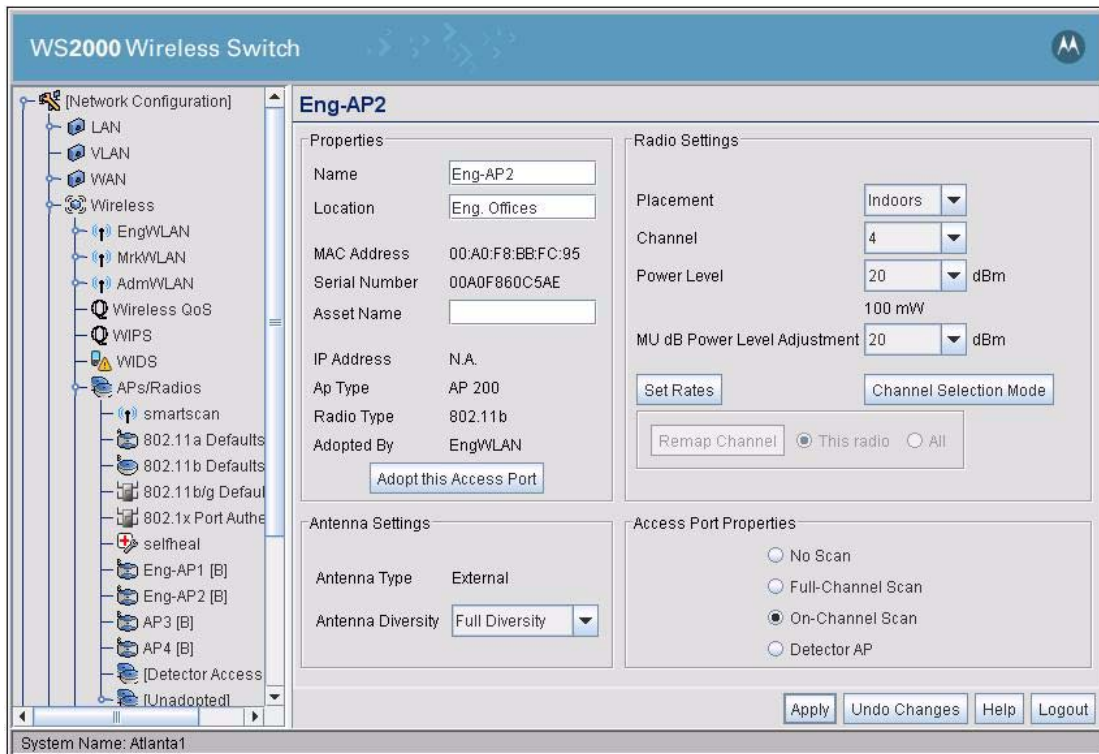 WS2000 Wireless Switch
[Network Configuration]
LAN
VLAN
WAN
Wireless
EngWLAN
MrkWLAN
AdmWLAN
Wireless QoS
WIPS
WIDS
APs/Radios
smartscan
802.11a Defaults
802.11b Defaults
802.11b/g Defaul
802.1x Port Authe
selfheal
Eng-AP1 [B]
Eng-AP2 [B]
AP3 [B]
AP4 [B]
[Detector Access
[Unadopted]
Eng-AP2
Properties
Name Eng-AP2
Location Eng. Offices
MAC Address 00:A0:F8:BB:FC:95
Serial Number 00A0F860C5AE
Asset Name
IP Address N.A.
Ap Type AP 200
Radio Type 802.11b
Adopted By EngWLAN
Adopt this Access Port
Radio Settings
Placement Indoors
Channel 4
Power Level 20 dBm
100 mW
MU dB Power Level Adjustment 20 dBm
Set Rates Channel Selection Mode
Remap Channel This radio All
Antenna Settings
Antenna Type External
Antenna Diversity Full Diversity
Access Port Properties
No Scan
Full-Channel Scan
On-Channel Scan
Detector AP
Apply Undo Changes Help Logout
System Name: Atlanta1